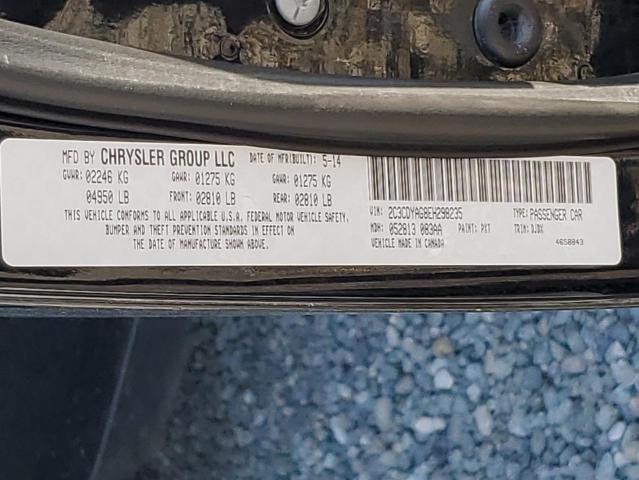 MFD BY CHRYSLER GROUP LLC DATE OF MFR(BUILT): 5-14
GVWR: 02246 KG GAWR: 01275 KG GAWR: 01275 KG
04950 LB FRONT: 02810 LB REAR: 02810 LB
THIS VEHICLE CONFORMS TO ALL APPLICABLE U.S.A. FEDERAL MOTOR VEHICLE SAFETY,
BUMPER AND THEFT PREVENTION STANDARDS IN EFFECT ON
THE DATE OF MANUFACTURE SHOWN ABOVE.
VIN: 2C3CDYAG8EH298235 TYPE: PASSENGER CAR
MDH: 052813 083AA PAINT: PXT TRIM: DJDX
VEHICLE MADE IN CANADA 4658843